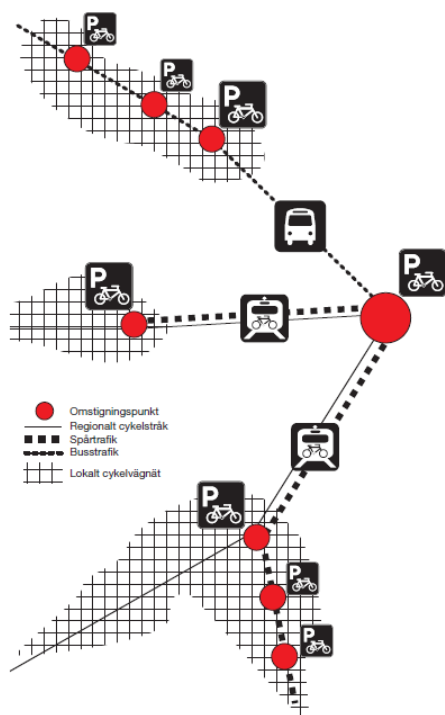 P
P
P
P
P
Omstigningspunkt
Regionalt cykelstråk
Spårtrafik
Busstrafik
Lokalt cykelvägnät
P
P
P